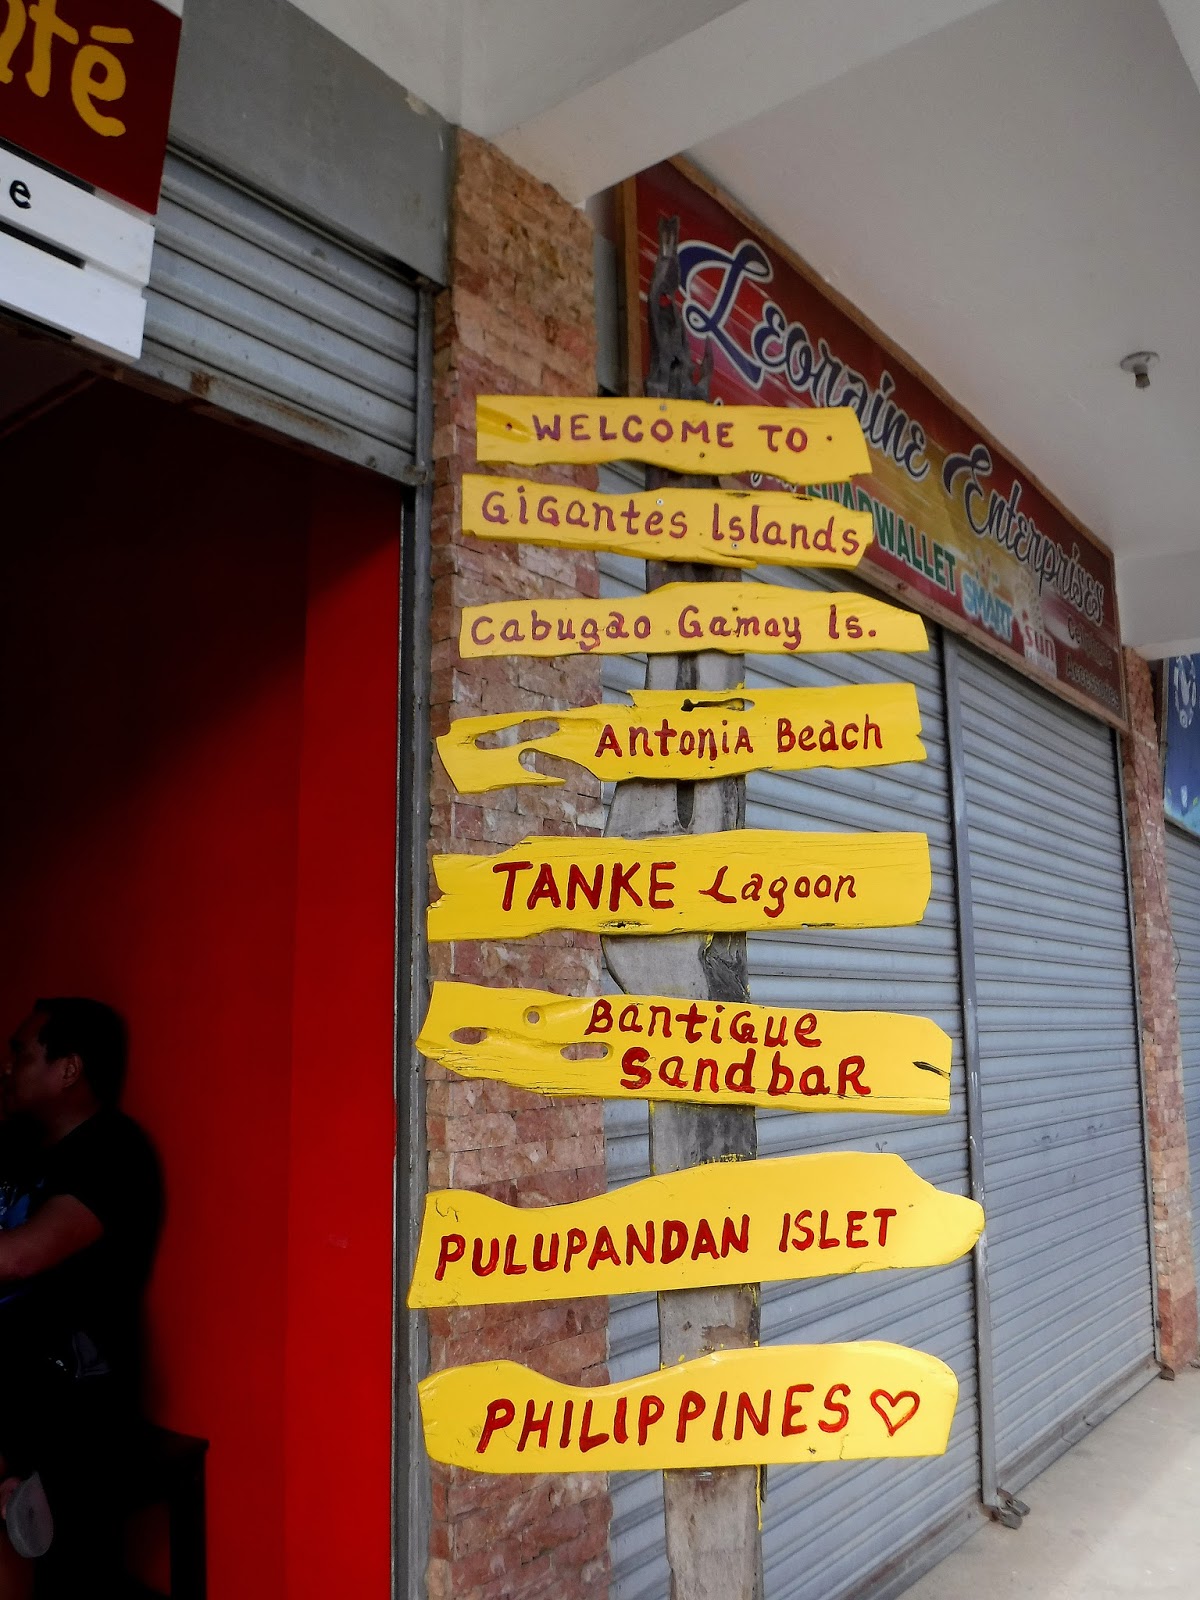 · WELCOME TO ·
GiGantes Islands
Cabugao Gamay Is.
Antonia Beach
TANKE Lagoon
BantiGue
SandbaR
PULUPANDAN ISLET
PHILIPPINES
Leoraine Enterprises
SMART
sun
Accessories